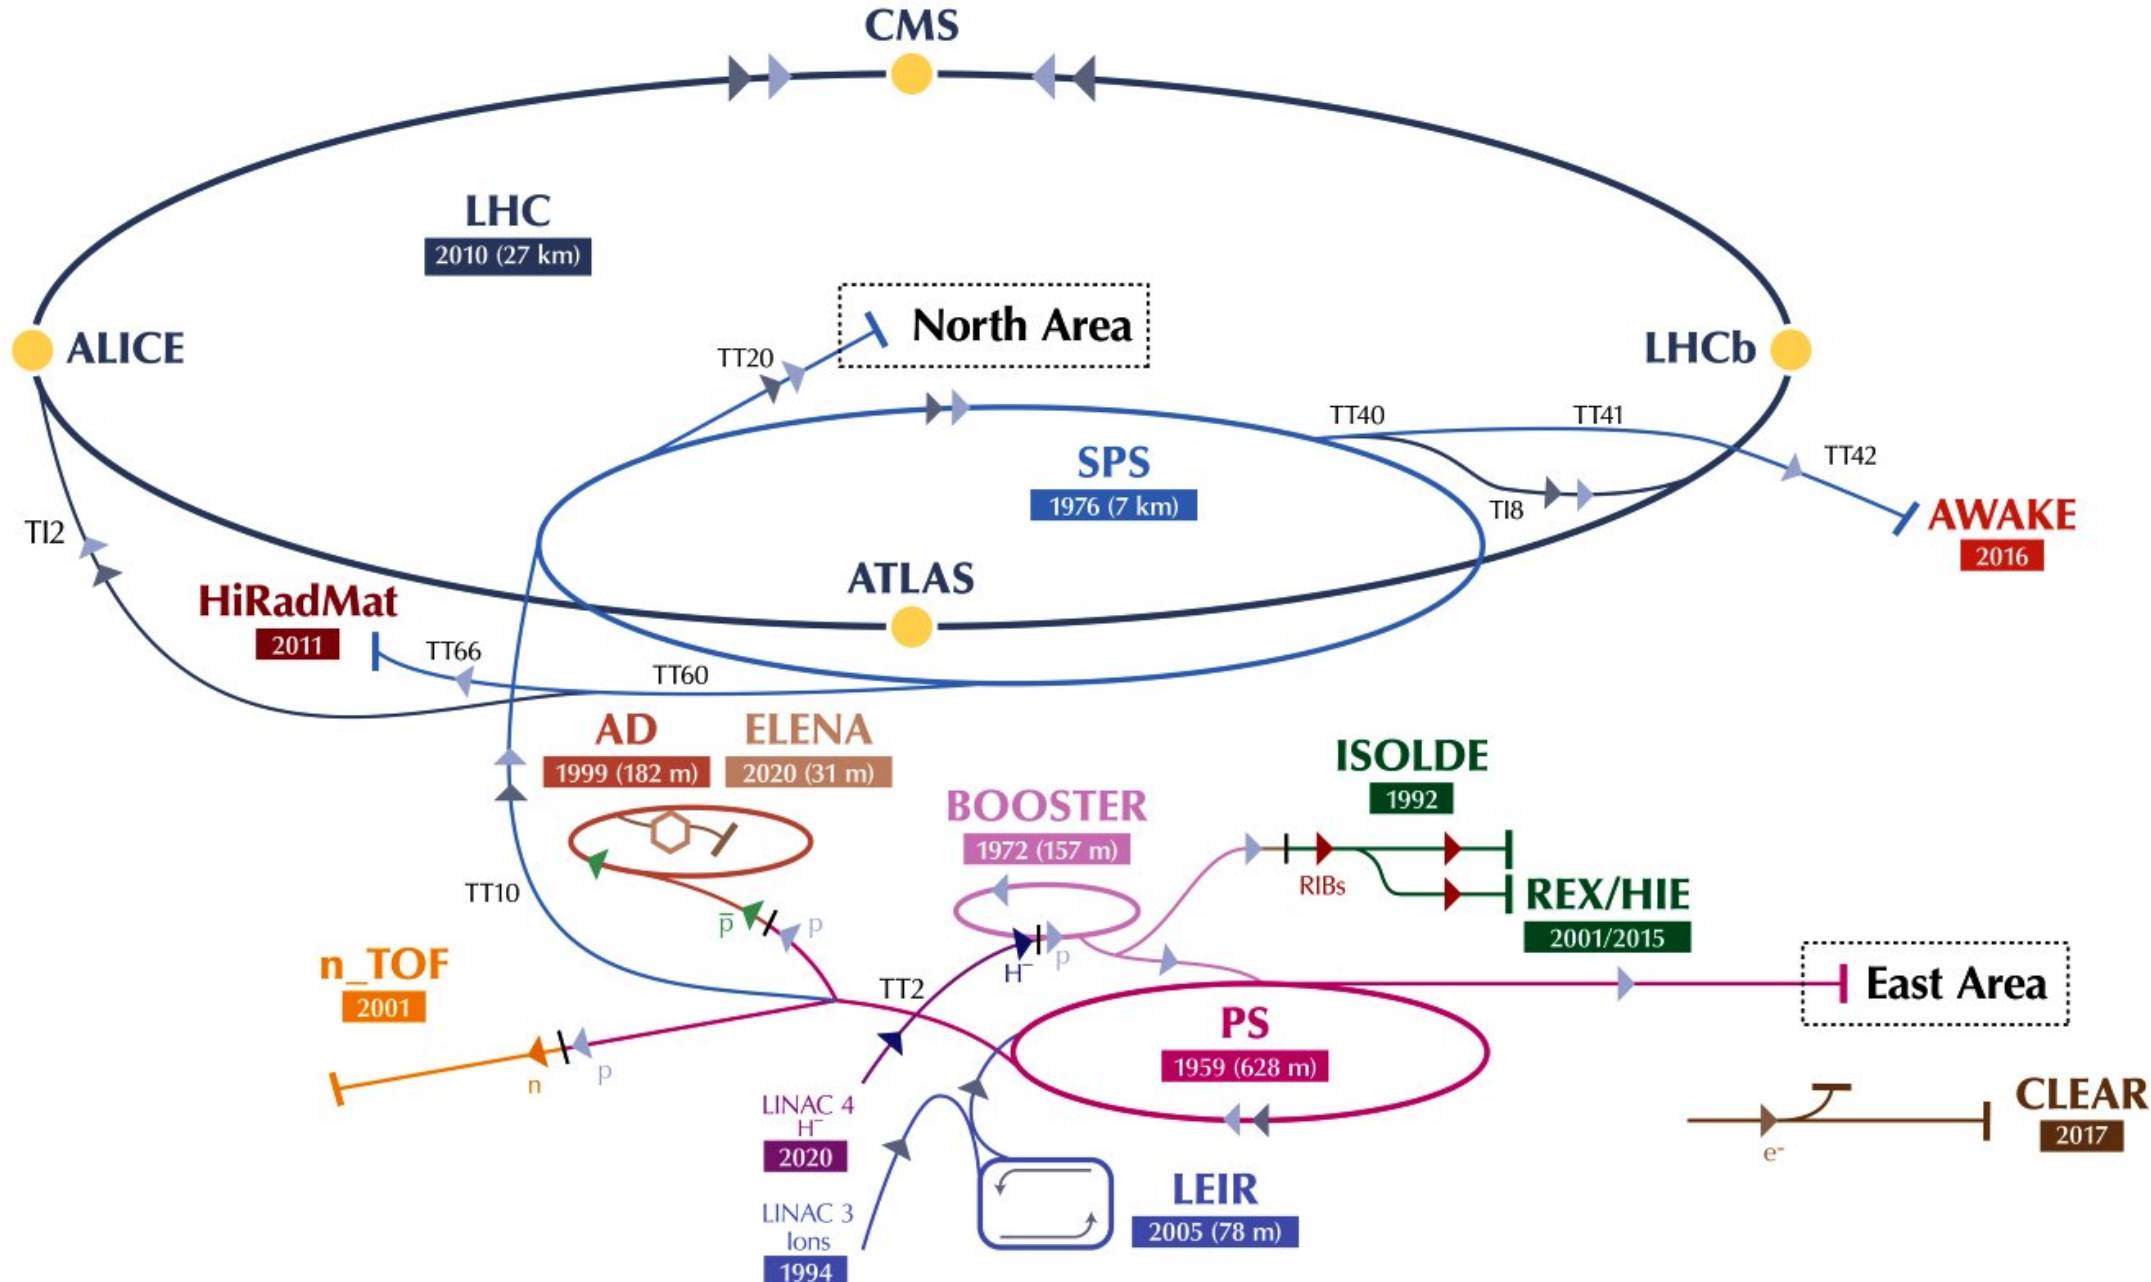 CMS
LHC
2010 (27 km)
North Area
TT20
ALICE
LHCb
TT40
TT41
TT42
SPS
1976 (7 km)
TI8
AWAKE
2016
TI2
ATLAS
HiRadMat
2011
TT66
TT60
AD
1999 (182 m)
ELENA
2020 (31 m)
ISOLDE
1992
BOOSTER
1972 (157 m)
RIBs
REX/HIE
2001/2015
TT10
p̅
p
H⁻
p
n_TOF
2001
TT2
East Area
PS
1959 (628 m)
n
p
LINAC 4
H⁻
2020
CLEAR
2017
e⁻
LINAC 3
Ions
1994
LEIR
2005 (78 m)